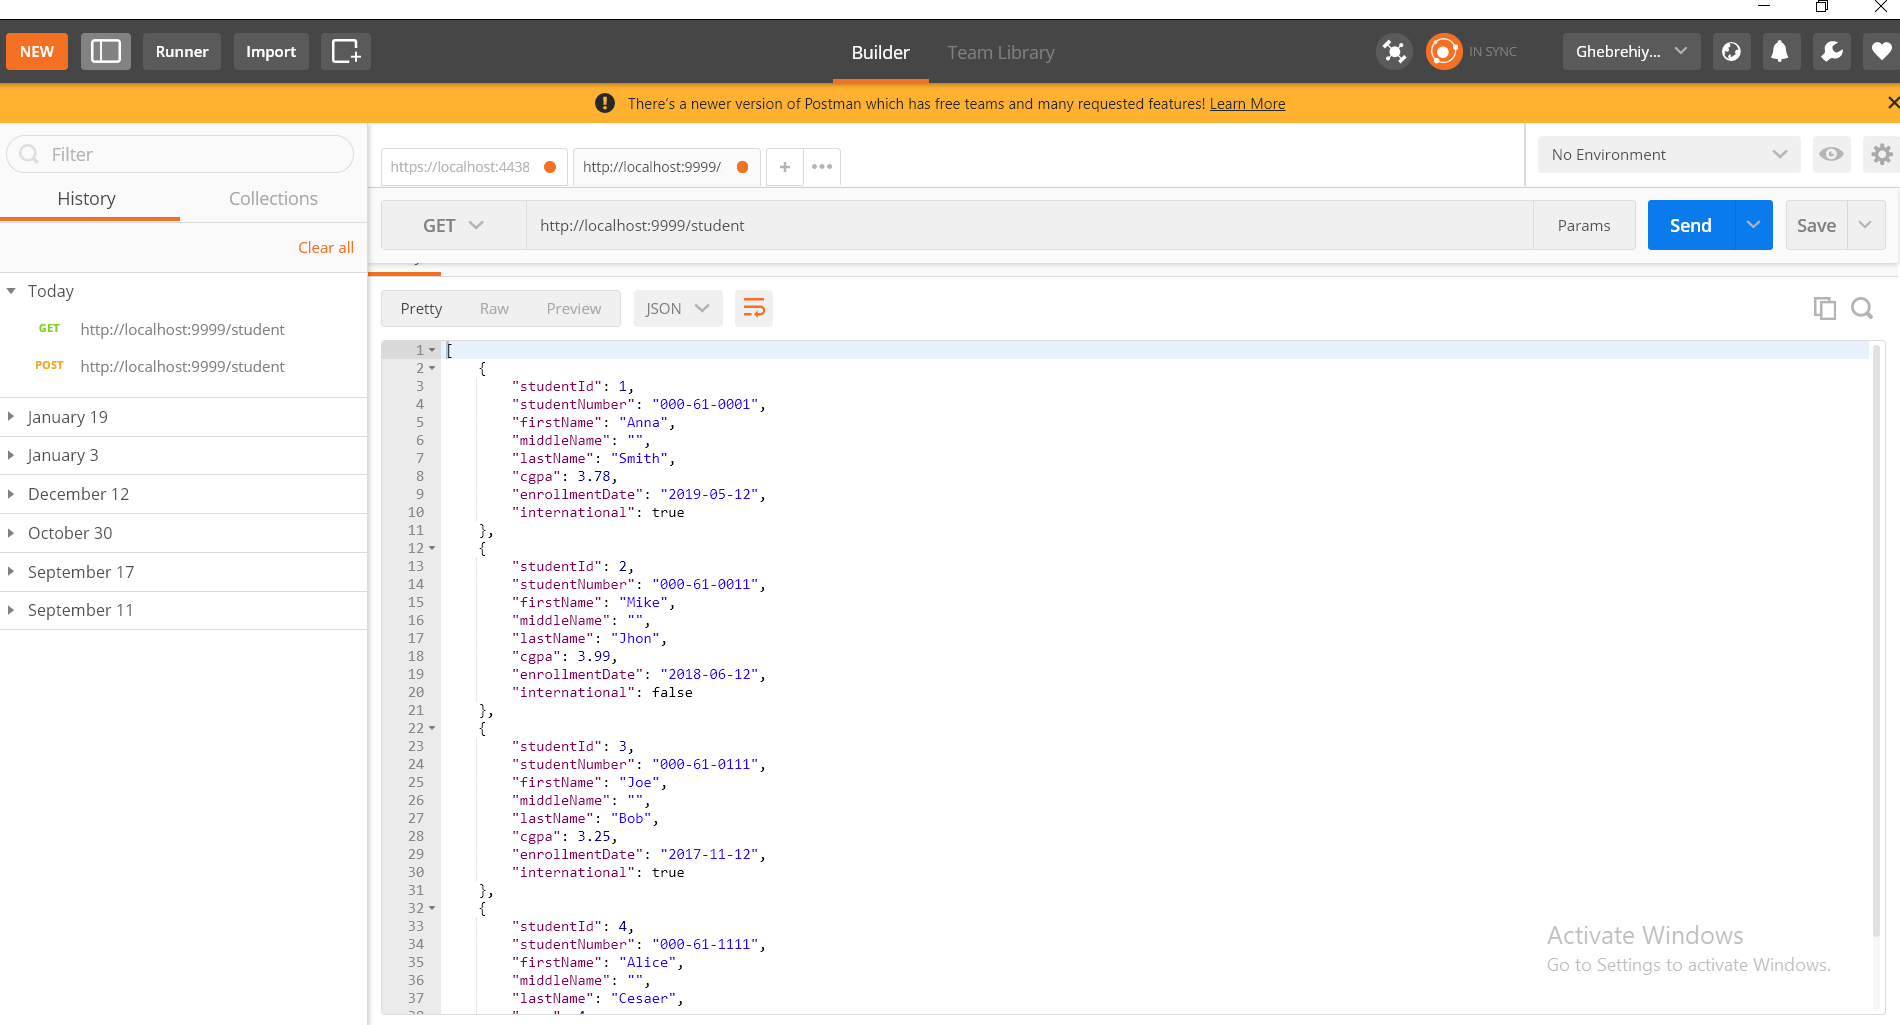 NEW
Runner
Import
Builder
Team Library
IN SYNC
Ghebrehiy...
There's a newer version of Postman which has free teams and many requested features! Learn More
Filter
History
Collections
Clear all
Today
GET http://localhost:9999/student
POST http://localhost:9999/student
January 19
January 3
December 12
October 30
September 17
September 11
https://localhost:4438
http://localhost:9999/
No Environment
GET
http://localhost:9999/student
Params
Send
Save
Pretty
Raw
Preview
JSON
1 [
2 {
3 "studentId": 1,
4 "studentNumber": "000-61-0001",
5 "firstName": "Anna",
6 "middleName": "",
7 "lastName": "Smith",
8 "cgpa": 3.78,
9 "enrollmentDate": "2019-05-12",
10 "international": true
11 },
12 {
13 "studentId": 2,
14 "studentNumber": "000-61-0011",
15 "firstName": "Mike",
16 "middleName": "",
17 "lastName": "Jhon",
18 "cgpa": 3.99,
19 "enrollmentDate": "2018-06-12",
20 "international": false
21 },
22 {
23 "studentId": 3,
24 "studentNumber": "000-61-0111",
25 "firstName": "Joe",
26 "middleName": "",
27 "lastName": "Bob",
28 "cgpa": 3.25,
29 "enrollmentDate": "2017-11-12",
30 "international": true
31 },
32 {
33 "studentId": 4,
34 "studentNumber": "000-61-1111",
35 "firstName": "Alice",
36 "middleName": "",
37 "lastName": "Cesaer",
Activate Windows
Go to Settings to activate Windows.